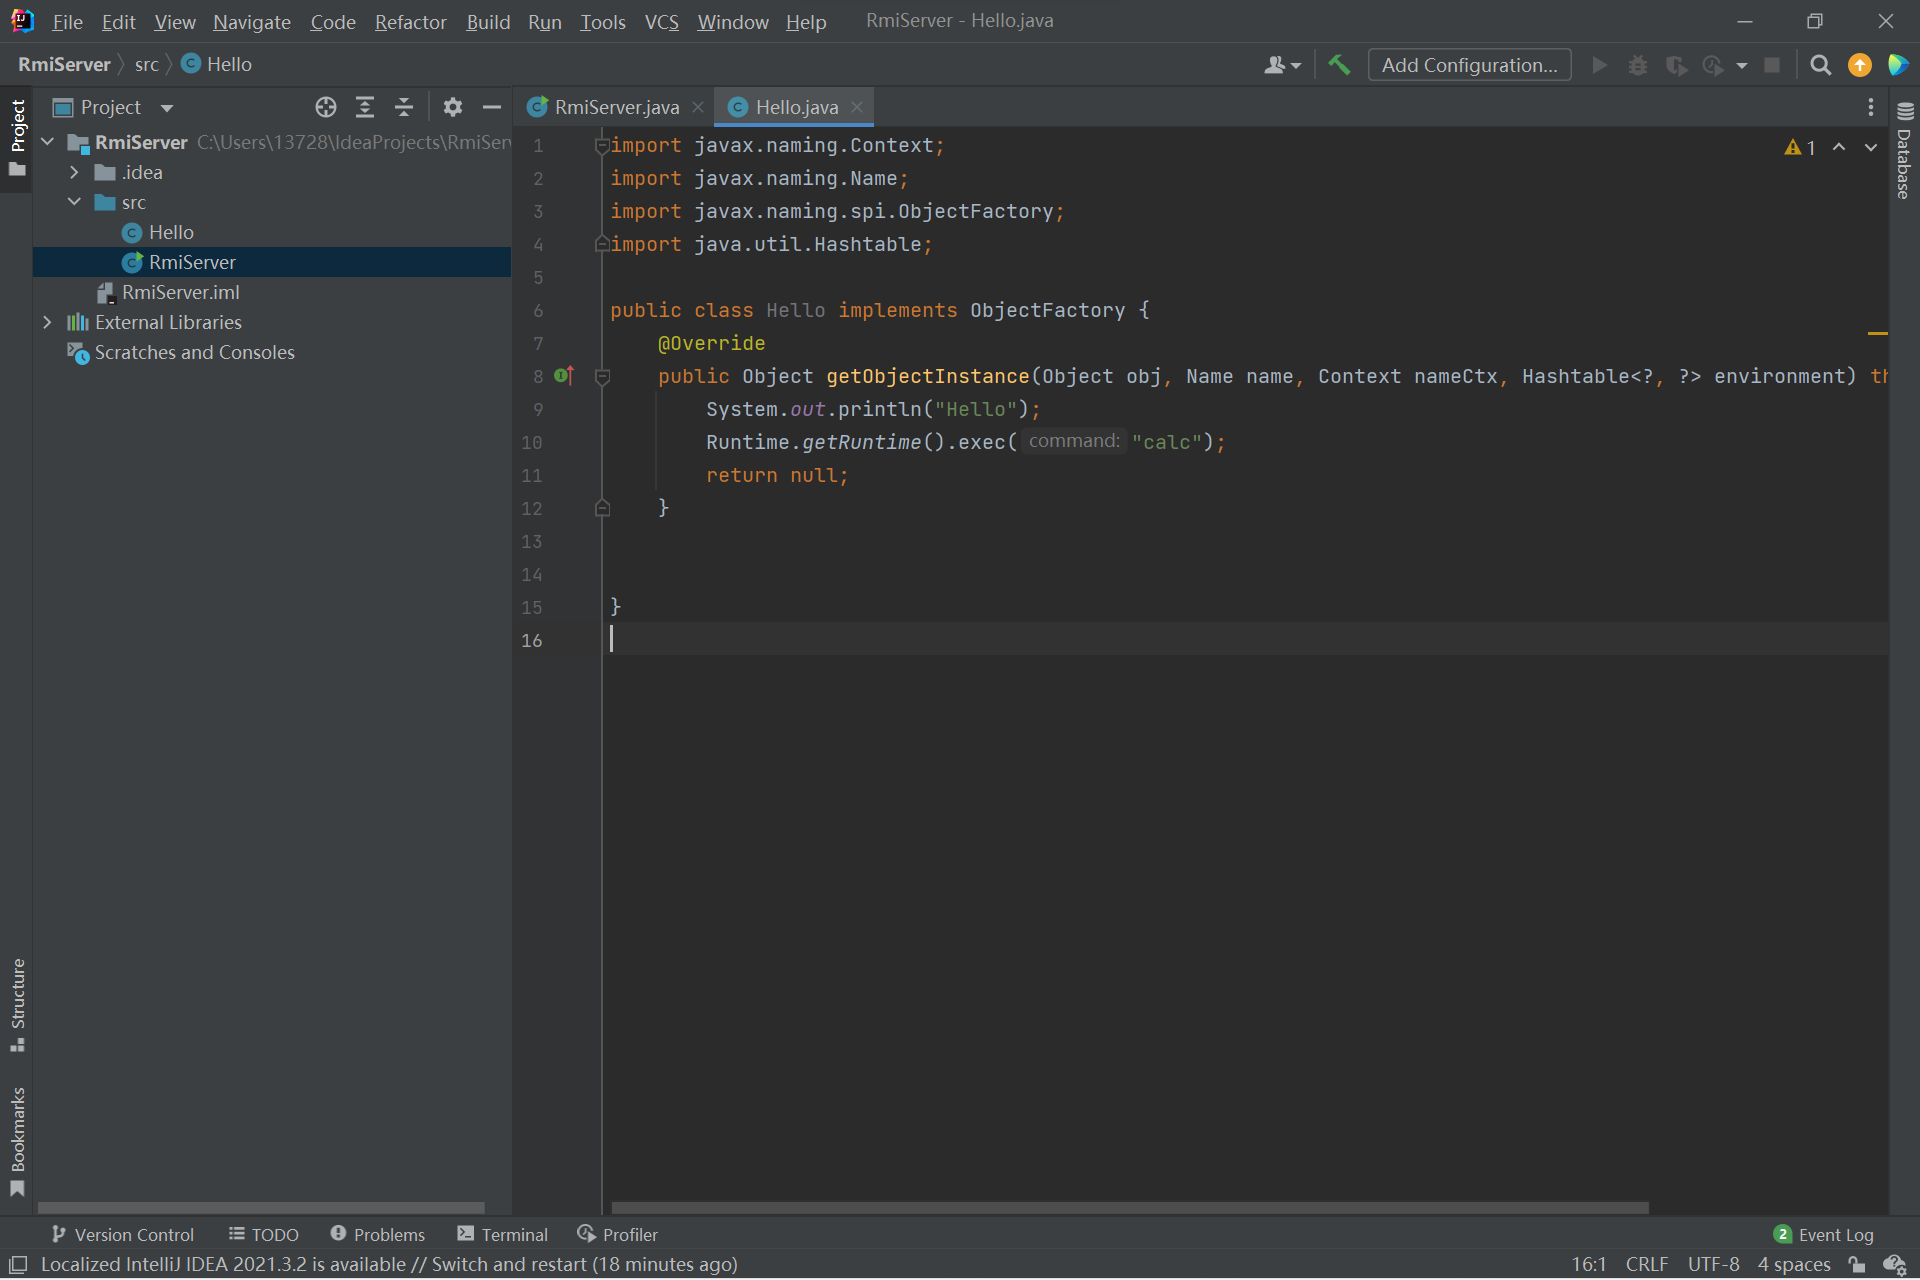 File Edit View Navigate Code Refactor Build Run Tools VCS Window Help RmiServer - Hello.java
RmiServer src Hello
Add Configuration...
Project
Project
RmiServer C:\Users\13728\IdeaProjects\RmiSer
.idea
src
Hello
RmiServer
RmiServer.iml
External Libraries
Scratches and Consoles
RmiServer.java Hello.java
1 import javax.naming.Context;
2 import javax.naming.Name;
3 import javax.naming.spi.ObjectFactory;
4 import java.util.Hashtable;
5
6 public class Hello implements ObjectFactory {
7 @Override
8 public Object getObjectInstance(Object obj, Name name, Context nameCtx, Hashtable<?, ?> environment) th
9 System.out.println("Hello");
10 Runtime.getRuntime().exec( command: "calc");
11 return null;
12 }
13
14
15 }
16
1
Database
Structure
Bookmarks
Version Control TODO Problems Terminal Profiler
2 Event Log
Localized IntelliJ IDEA 2021.3.2 is available // Switch and restart (18 minutes ago)
16:1 CRLF UTF-8 4 spaces